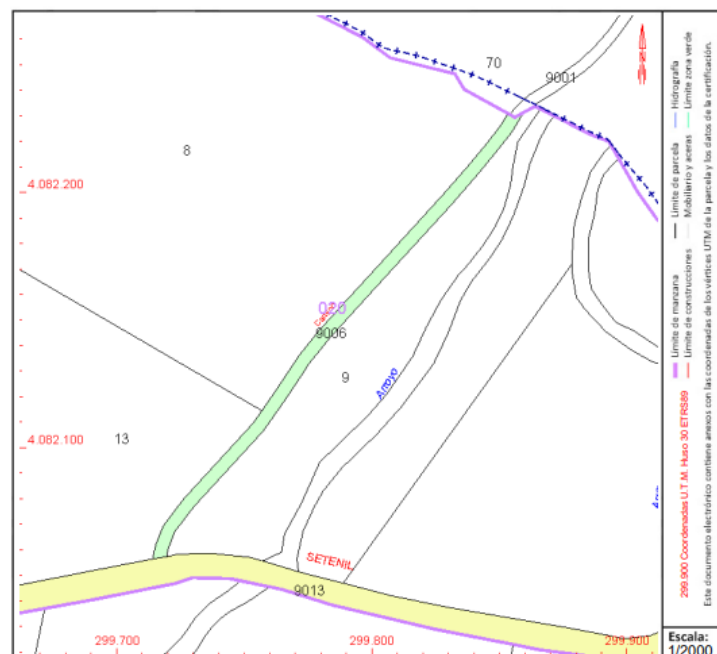 70
9001
8
4.082.200
020
9006
9
Arroyo
4.082.100
13
SETENIL
9013
299.700
299.800
299.900
Límite de manzana
Límite de parcela
Hidrografía
Límite de construcciones
Mobiliario y aceras
Límite zona verde
299.900 Coordenadas U.T.M. Huso 30 ETRS89
Este documento electrónico contiene anexos con las coordenadas de los vértices UTM de la parcela y los datos de la certificación.
Escala:
1/2000